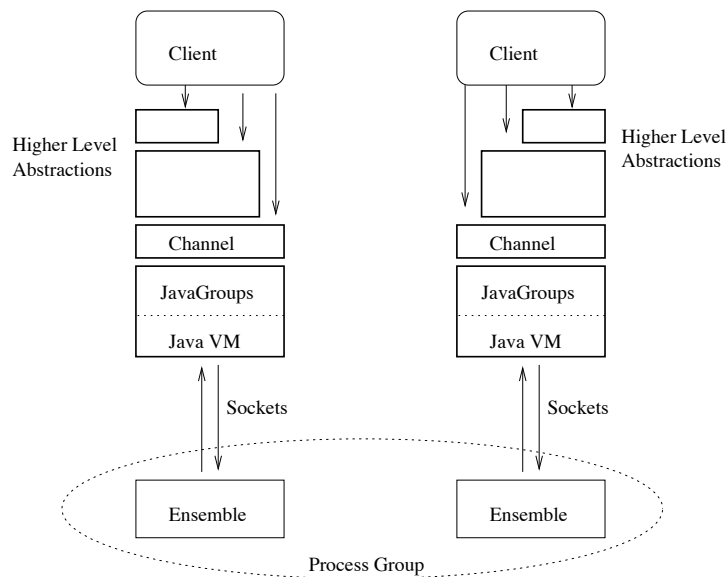 Client
Client
Higher Level
Abstractions
Higher Level
Abstractions
Channel
Channel
JavaGroups
JavaGroups
Java VM
Java VM
Sockets
Sockets
Ensemble
Ensemble
Process Group